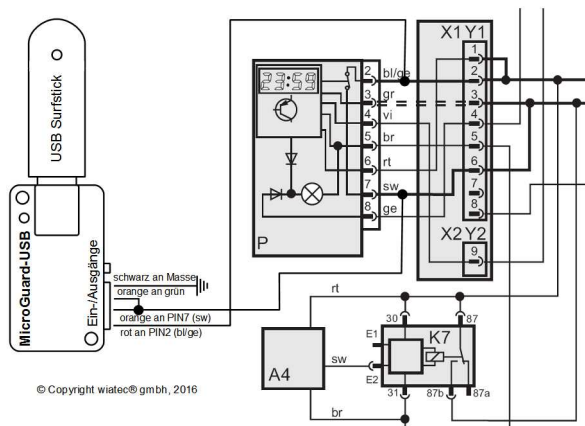 USB Surfstick
MicroGuard-USB
Ein-/Ausgänge
schwarz an Masse
orange an grün
orange an PIN7 (sw)
rot an PIN2 (bl/ge)
© Copyright wiatec® gmbh, 2016
23:59
P
2 bl/ge
3 gr
4 vi
5 br
6 rt
7 sw
8 ge
X1 Y1
1
2
3
4
5
6
7
8
X2 Y2
9
rt
30
87
E1
K7
A4
sw
E2
br
31
87b
87a